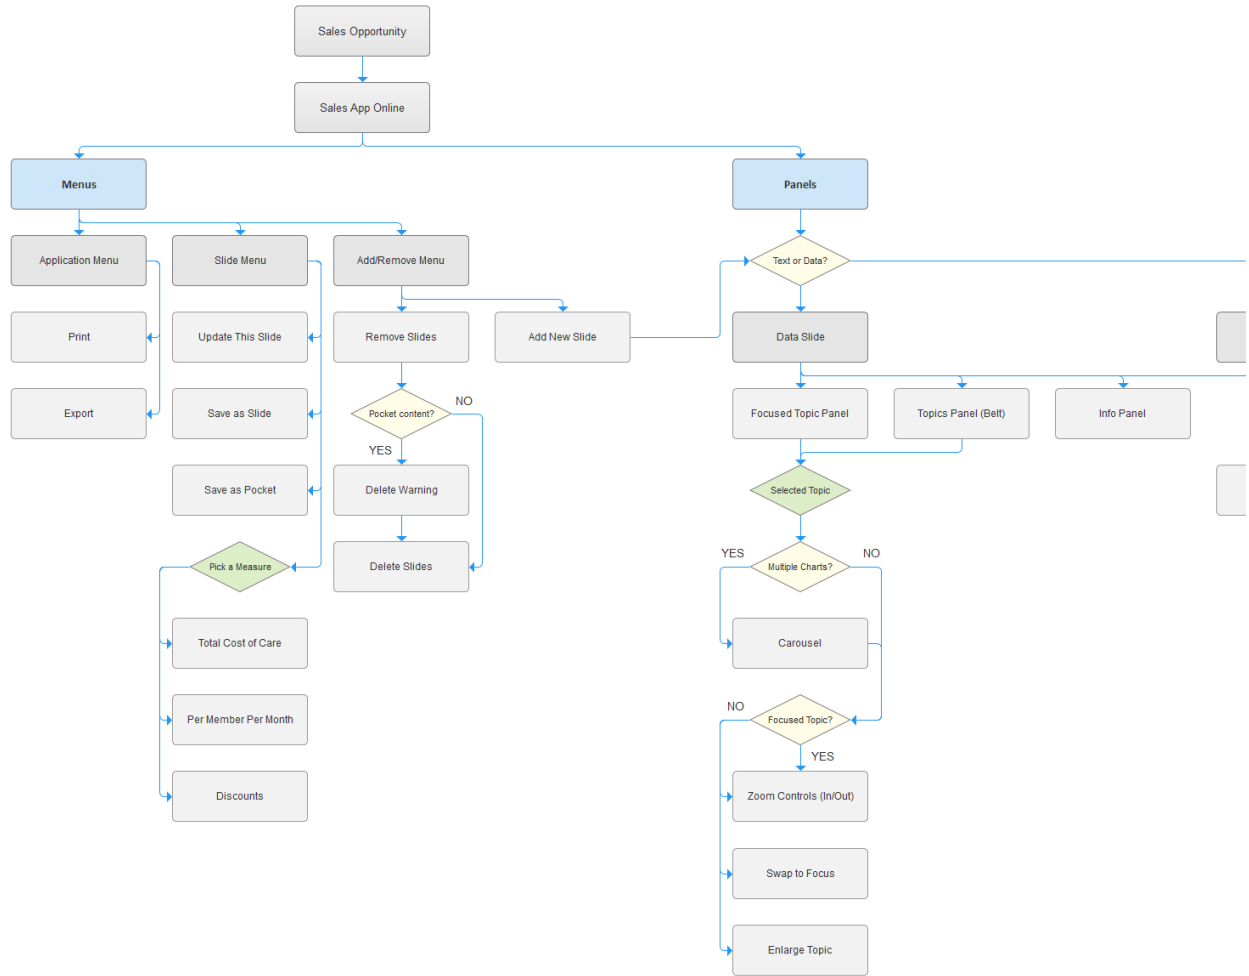 Sales Opportunity
Sales App Online
Menus
Panels
Application Menu
Slide Menu
Add/Remove Menu
Text or Data?
Print
Update This Slide
Remove Slides
Add New Slide
Data Slide
Export
Save as Slide
Pocket content?
NO
Focused Topic Panel
Topics Panel (Belt)
Info Panel
YES
Save as Pocket
Delete Warning
Selected Topic
YES
NO
Pick a Measure
Delete Slides
Multiple Charts?
Total Cost of Care
Carousel
NO
Per Member Per Month
Focused Topic?
YES
Discounts
Zoom Controls (In/Out)
Swap to Focus
Enlarge Topic